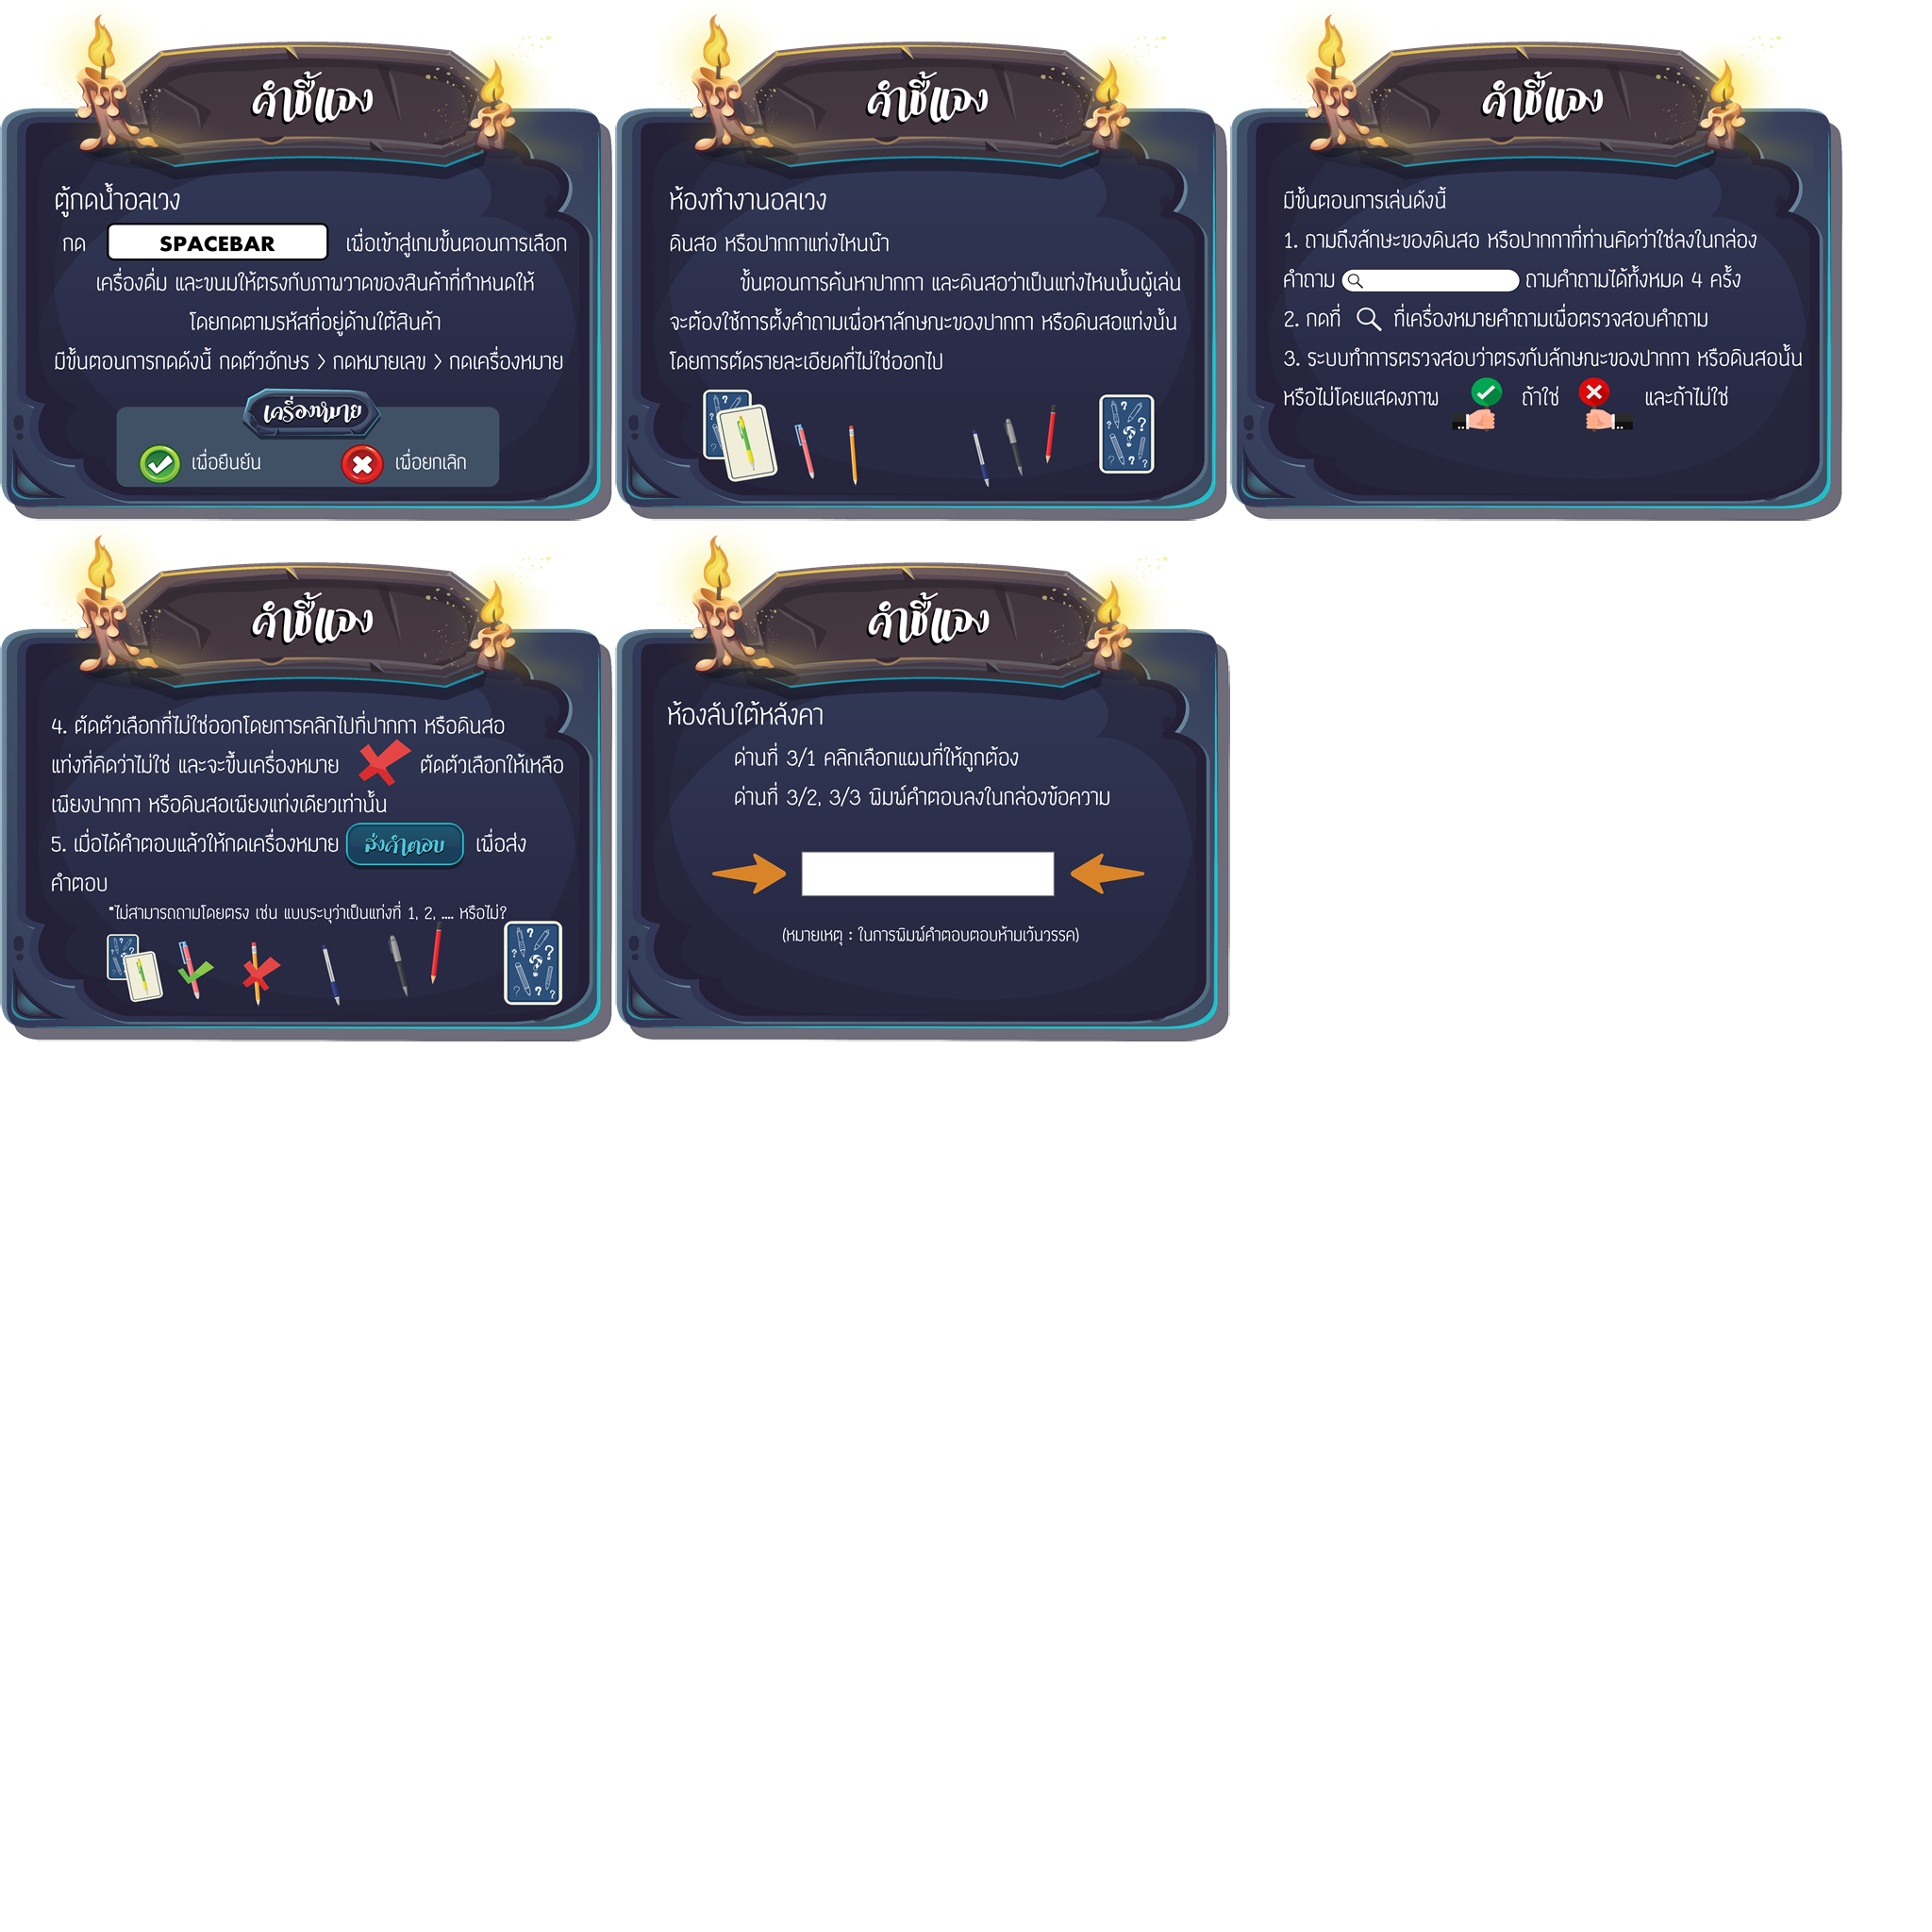 คำชี้แจง
ตู้กดน้ำอลเวง
กด SPACEBAR เพื่อเข้าสู่เกมขั้นตอนการเลือก
เครื่องดื่ม และขนมให้ตรงกับภาพวาดของสินค้าที่กำหนดให้
โดยกดตามรหัสที่อยู่ด้านใต้สินค้า
มีขั้นตอนการกดดังนี้ กดตัวอักษร > กดหมายเลข > กดเครื่องหมาย
เครื่องหมาย
เพื่อยืนยัน เพื่อยกเลิก
คำชี้แจง
ห้องทำงานอลเวง
ดินสอ หรือปากกาแท่งไหนน๊า
ขั้นตอนการค้นหาปากกา และดินสอว่าเป็นแท่งไหนนั้นผู้เล่น
จะต้องใช้การตั้งคำถามเพื่อหาลักษณะของปากกา หรือดินสอแท่งนั้น
โดยการตัดรายละเอียดที่ไม่ใช่ออกไป
คำชี้แจง
มีขั้นตอนการเล่นดังนี้
1. ถามถึงลักษะของดินสอ หรือปากกาที่ท่านคิดว่าใช่ลงในกล่อง
คำถาม ถามคำถามได้ทั้งหมด 4 ครั้ง
2. กดที่ ที่เครื่องหมายคำถามเพื่อตรวจสอบคำถาม
3. ระบบทำการตรวจสอบว่าตรงกับลักษณะของปากกา หรือดินสอนั้น
หรือไม่โดยแสดงภาพ ถ้าใช่ และถ้าไม่ใช่
คำชี้แจง
4. ตัดตัวเลือกที่ไม่ใช่ออกโดยการคลิกไปที่ปากกา หรือดินสอ
แท่งที่คิดว่าไม่ใช่ และจะขึ้นเครื่องหมาย ตัดตัวเลือกให้เหลือ
เพียงปากกา หรือดินสอเพียงแท่งเดียวเท่านั้น
5. เมื่อได้คำตอบแล้วให้กดเครื่องหมาย ส่งคำตอบ เพื่อส่ง
คำตอบ
*ไม่สามารถถามโดยตรง เช่น แบบระบุว่าเป็นแท่งที่ 1, 2, .... หรือไม่?
คำชี้แจง
ห้องลับใต้หลังคา
ด่านที่ 3/1 คลิกเลือกแผนที่ให้ถูกต้อง
ด่านที่ 3/2, 3/3 พิมพ์คำตอบลงในกล่องข้อความ
(หมายเหตุ : ในการพิมพ์คำตอบตอบห้ามเว้นวรรค)